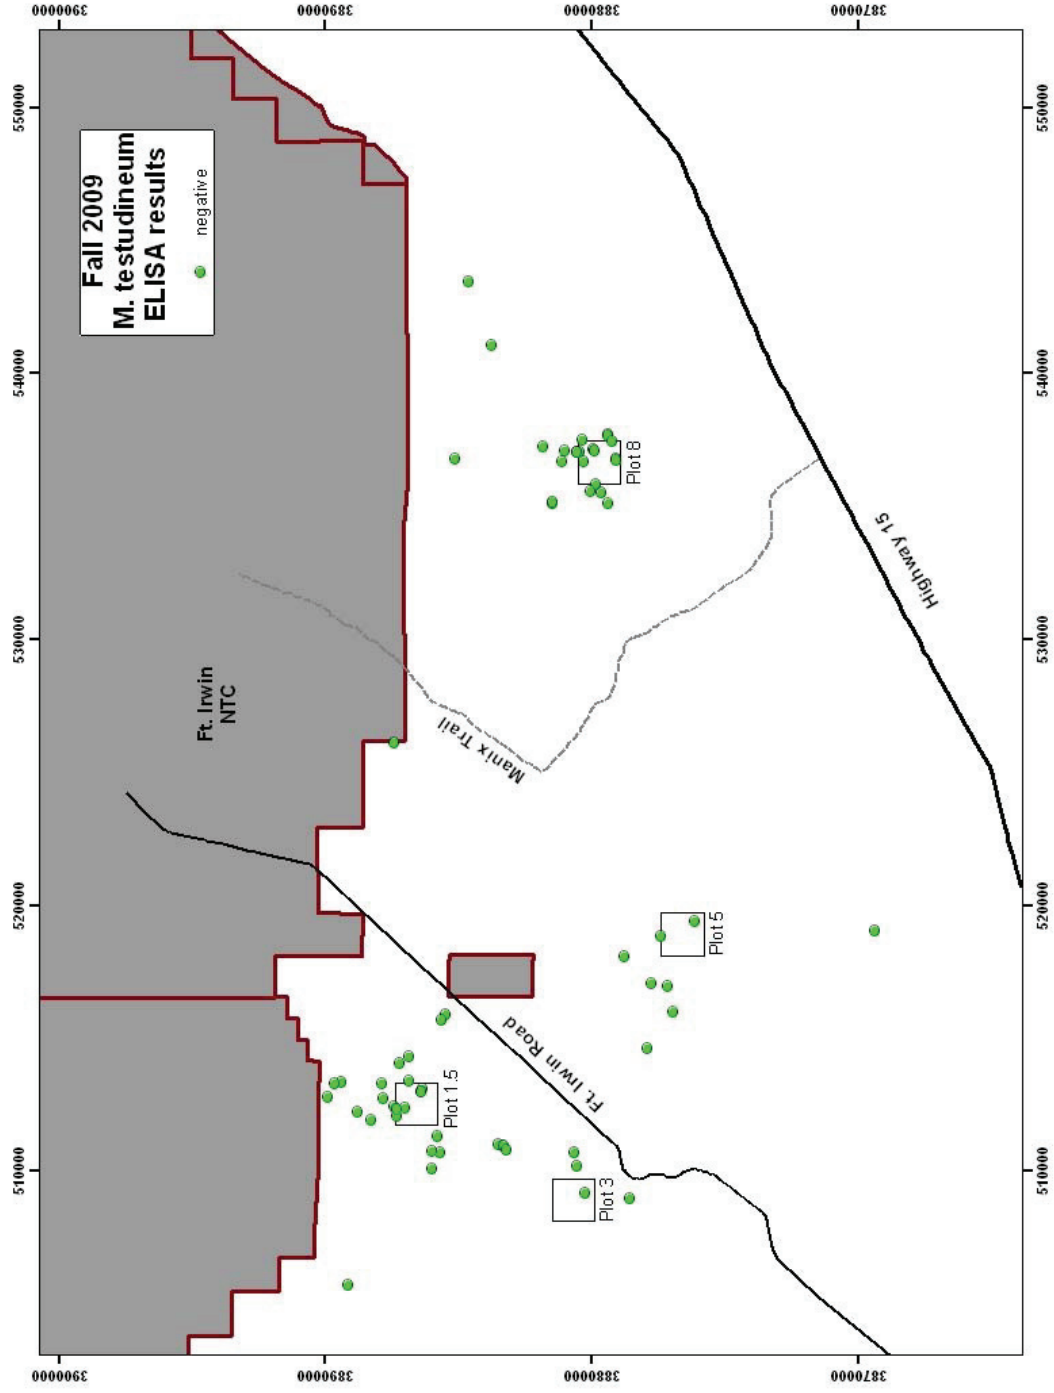 Fall 2009
M. testudineum
ELISA results
negative
510000
520000
530000
540000
550000
3900000
3900000
3890000
3890000
3880000
3880000
3870000
3870000
Ft. Irwin
NTC
Manix Trail
Ft. Irwin Road
Highway 15
Plot 1.5
Plot 3
Plot 5
Plot 8
510000
520000
530000
540000
550000